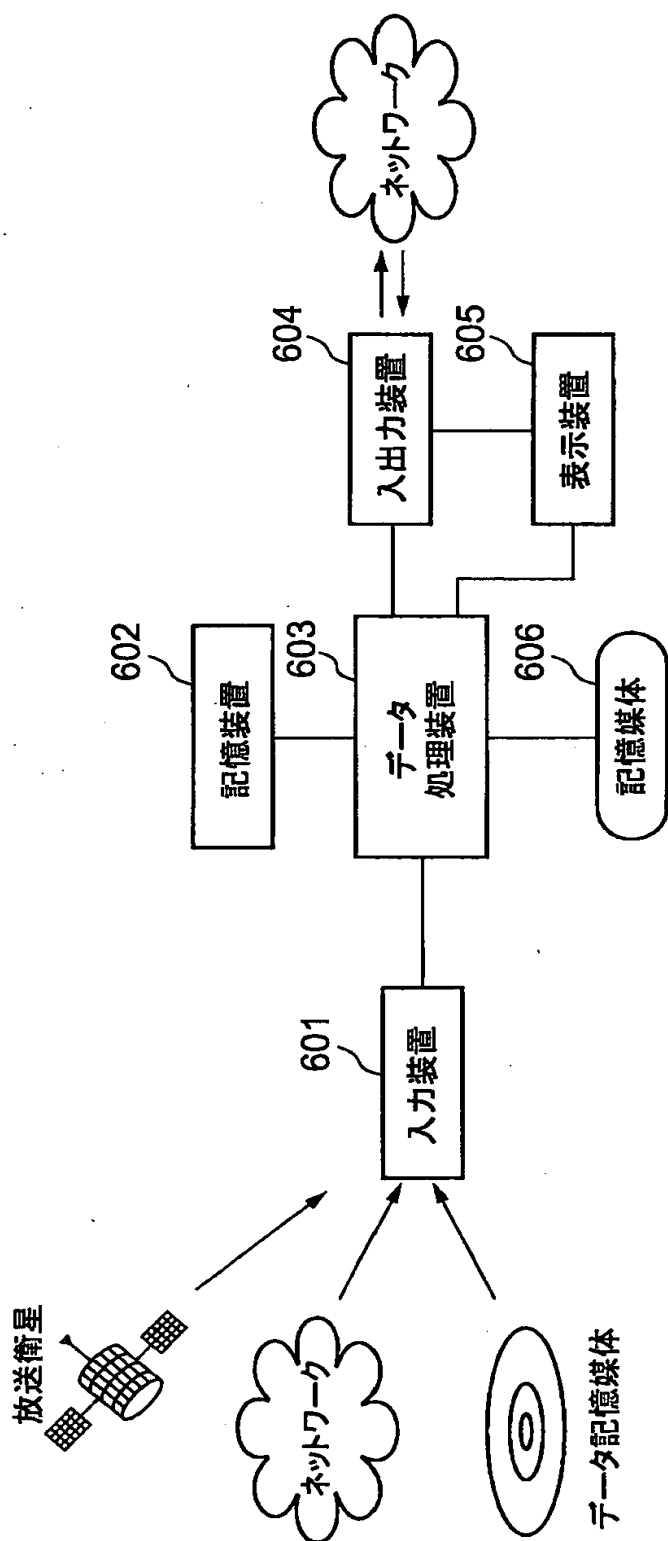 放送衛星
ネットワーク
データ記憶媒体
601
入力装置
602
記憶装置
603
データ
処理装置
606
記憶媒体
604
入出力装置
605
表示装置
ネットワーク